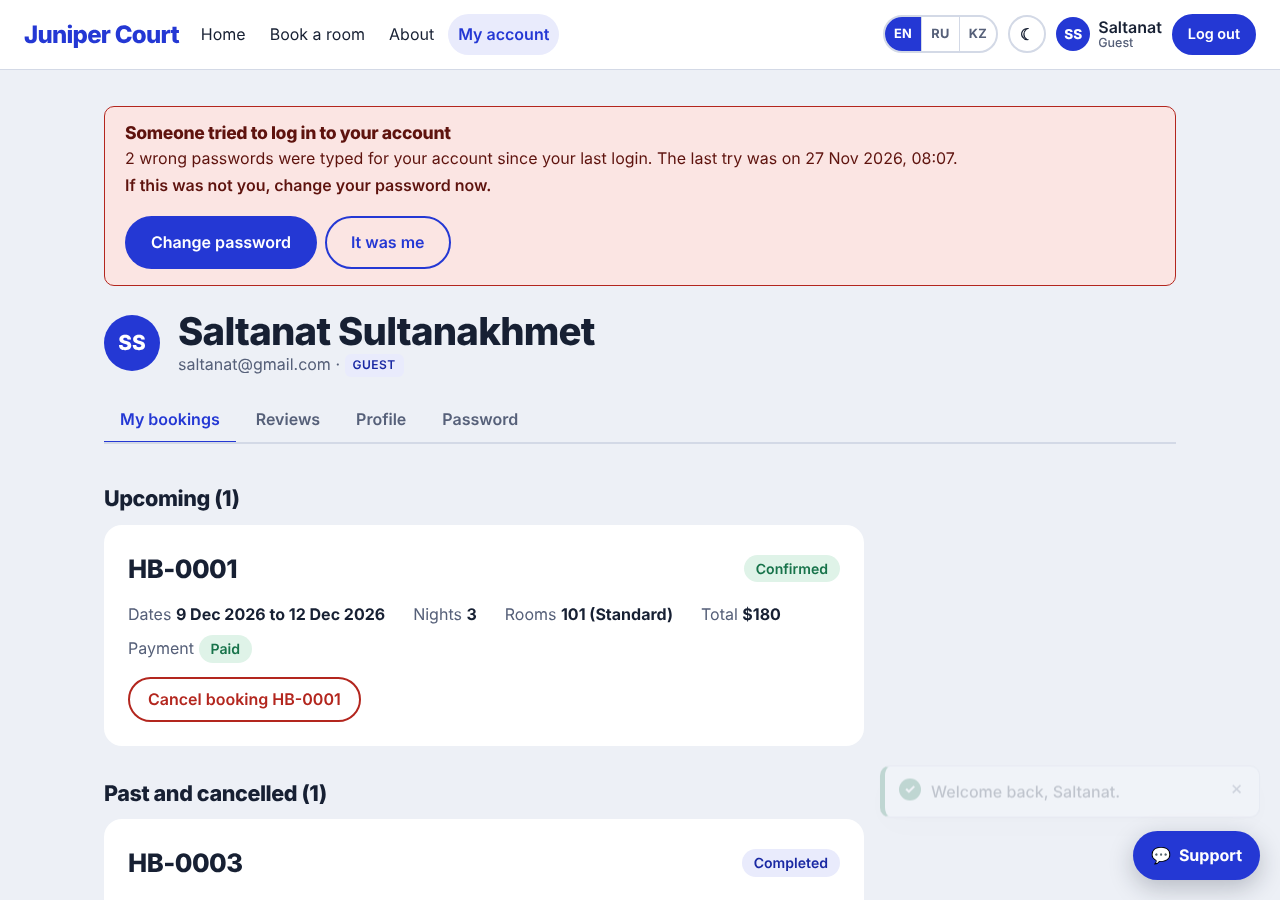 Juniper Court Home Book a room About My account EN RU KZ SS Saltanat Log out
Guest
Someone tried to log in to your account
2 wrong passwords were typed for your account since your last login. The last try was on 27 Nov 2026, 08:07.
If this was not you, change your password now.
Change password It was me
SS Saltanat Sultanakhmet
saltanat@gmail.com · GUEST
My bookings Reviews Profile Password
Upcoming (1)
HB-0001 Confirmed
Dates 9 Dec 2026 to 12 Dec 2026 Nights 3 Rooms 101 (Standard) Total $180
Payment Paid
Cancel booking HB-0001
Past and cancelled (1)
Welcome back, Saltanat. ×
HB-0003 Completed
Support